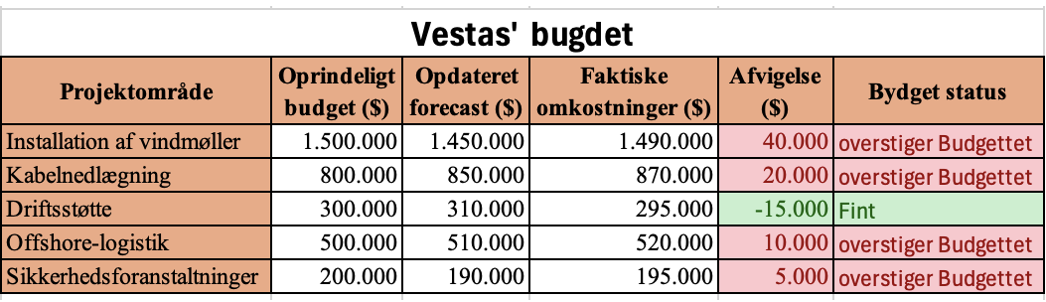 Vestas' bugdet
Projektområde Oprindeligt budget ($) Opdateret forecast ($) Faktiske omkostninger ($) Afvigelse ($) Bydget status
Installation af vindmøller 1.500.000 1.450.000 1.490.000 40.000 overstiger Budgettet
Kabelnedlægning 800.000 850.000 870.000 20.000 overstiger Budgettet
Driftsstøtte 300.000 310.000 295.000 -15.000 Fint
Offshore-logistik 500.000 510.000 520.000 10.000 overstiger Budgettet
Sikkerhedsforanstaltninger 200.000 190.000 195.000 5.000 overstiger Budgettet